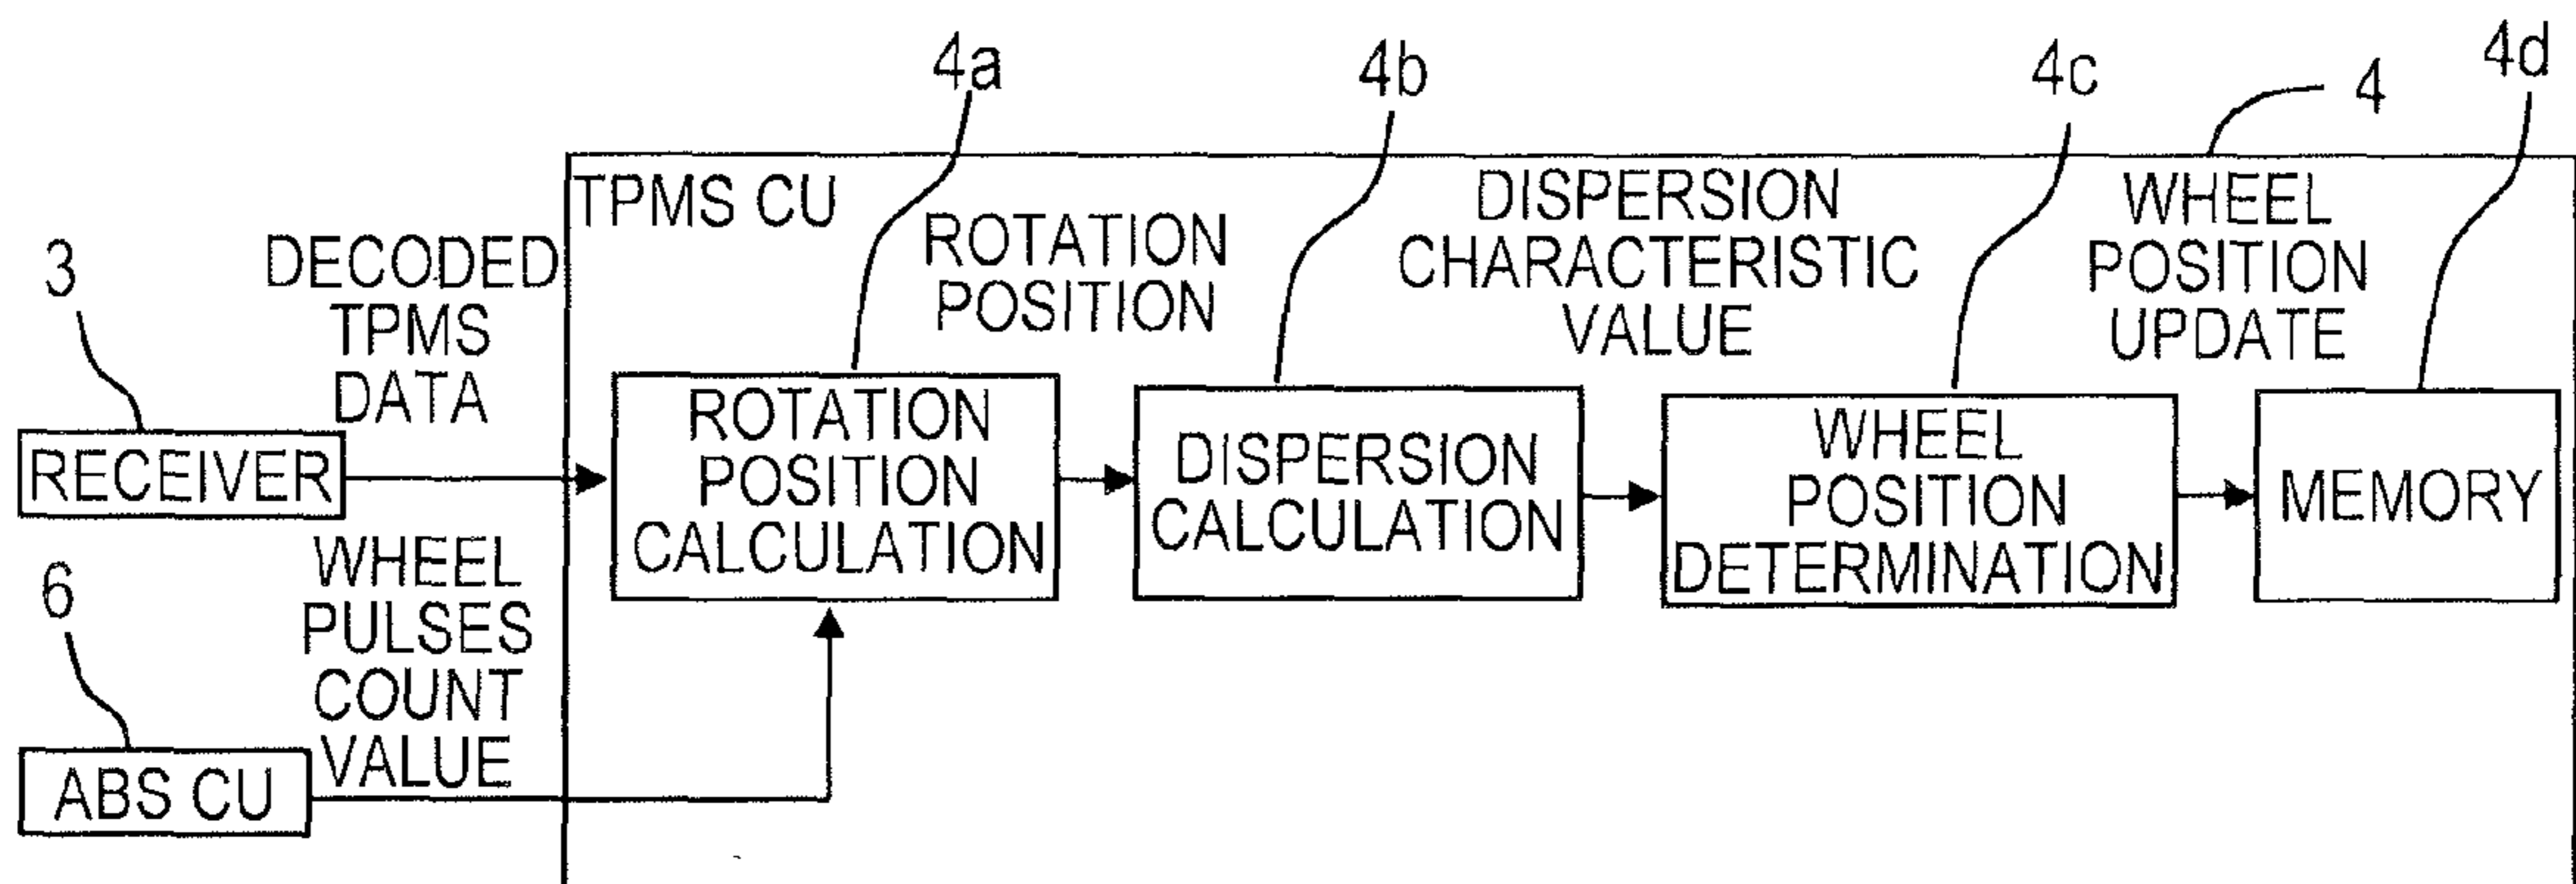 4a
4b
4c
4
4d
TPMS CU
3
DECODED
TPMS
DATA
ROTATION
POSITION
DISPERSION
CHARACTERISTIC
VALUE
WHEEL
POSITION
UPDATE
RECEIVER
ROTATION
POSITION
CALCULATION
DISPERSION
CALCULATION
WHEEL
POSITION
DETERMINATION
MEMORY
6
WHEEL
PULSES
COUNT
VALUE
ABS CU